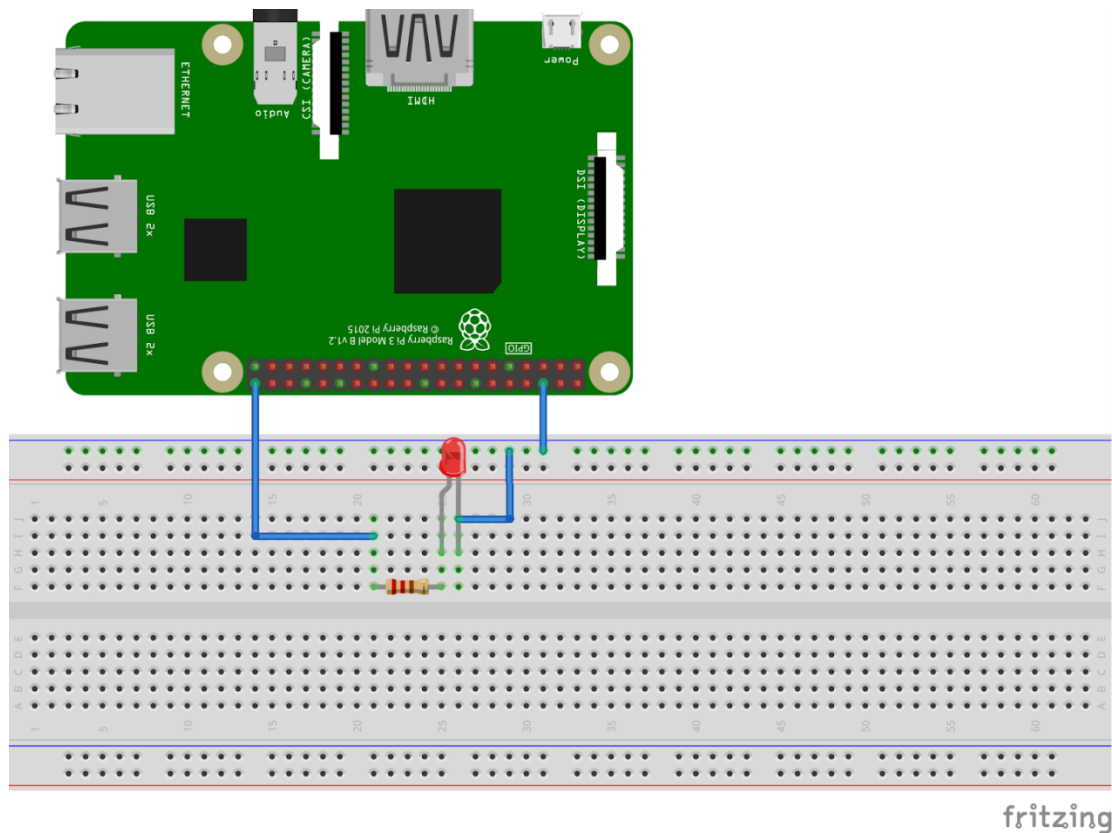 ETHERNET
Audio
CSI (CAMERA)
HDMI
Power
USB 2x
DSI (DISPLAY)
USB 2x
Raspberry Pi 3 Model B v1.2
© Raspberry Pi 2015
GPIO
1 5 10 15 20 30 35 40 45 50 55 60
J J
I I
H H
G G
F F
E E
D D
C C
B B
A A
1 5 10 15 20 25 30 35 40 45 50 55 60
fritzing